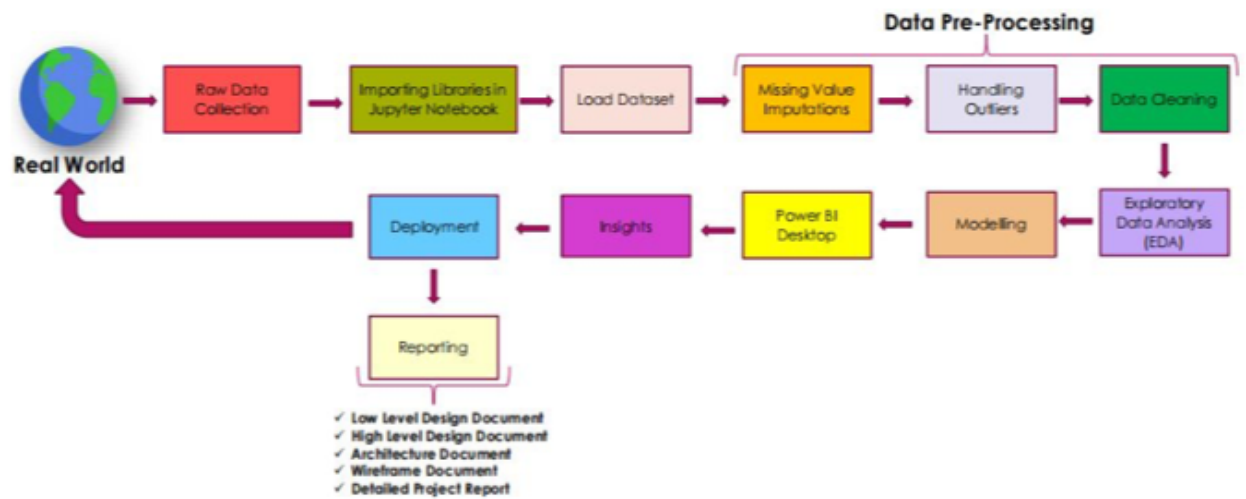 Data Pre-Processing
Raw Data
Collection
Importing Libraries in
Jupyter Notebook
Load Dataset
Missing Value
Imputations
Handling
Outliers
Data Cleaning
Real World
Deployment
Insights
Power BI
Desktop
Modelling
Exploratory
Data Analysis
(EDA)
Reporting
✓ Low Level Design Document
✓ High Level Design Document
✓ Architecture Document
✓ Wireframe Document
✓ Detailed Project Report